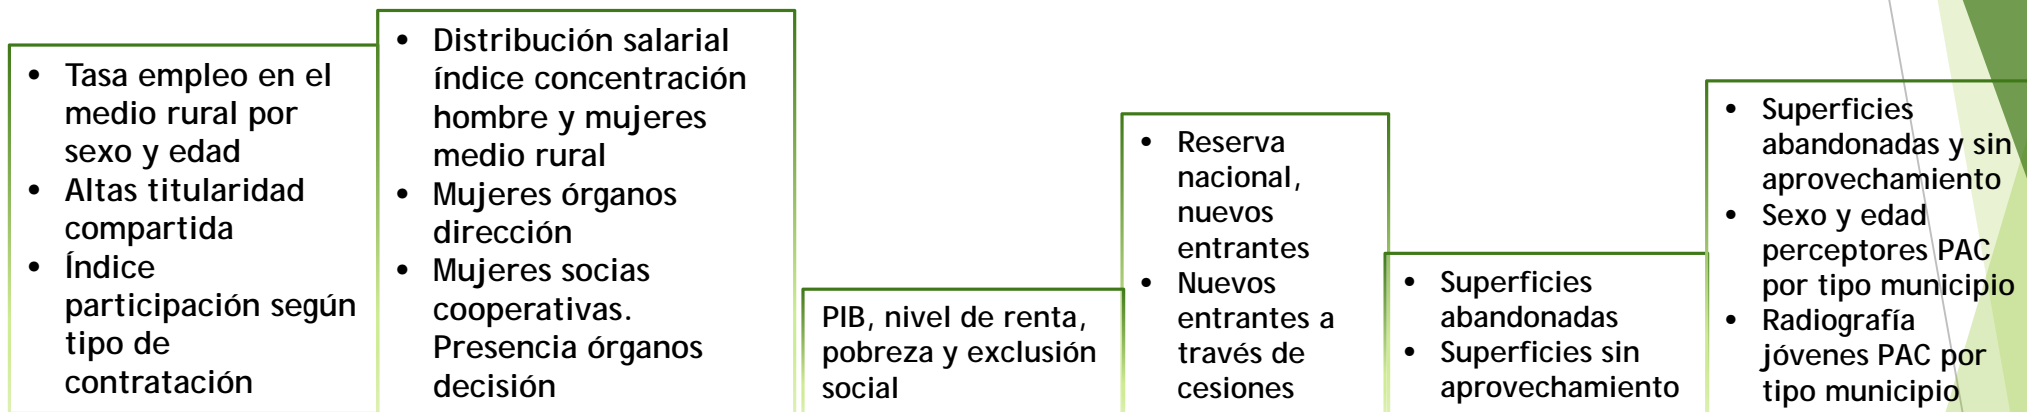 • Tasa empleo en el
medio rural por
sexo y edad
• Altas titularidad
compartida
• Índice
participación según
tipo de
contratación
• Distribución salarial
índice concentración
hombre y mujeres
medio rural
• Mujeres órganos
dirección
• Mujeres socias
cooperativas.
Presencia órganos
decisión
PIB, nivel de renta,
pobreza y exclusión
social
• Reserva
nacional,
nuevos
entrantes
• Nuevos
entrantes a
través de
cesiones
• Superficies
abandonadas
• Superficies sin
aprovechamiento
• Superficies
abandonadas y sin
aprovechamiento
• Sexo y edad
perceptores PAC
por tipo municipio
• Radiografía
jóvenes PAC por
tipo municipio